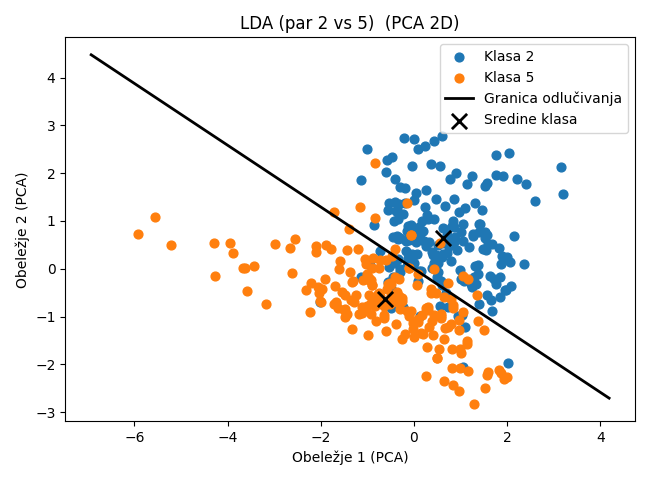 LDA (par 2 vs 5)  (PCA 2D)
Klasa 2
Klasa 5
Granica odlučivanja
Sredine klasa
Obeležje 2 (PCA)
4
3
2
1
0
−1
−2
−3
−6
−4
−2
0
2
4
Obeležje 1 (PCA)